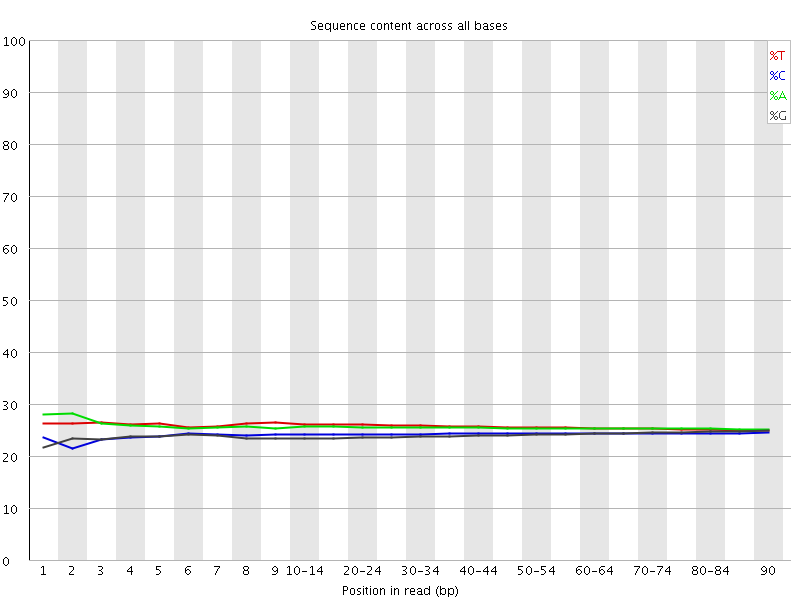 Sequence content across all bases
100
90
80
70
60
50
40
30
20
10
0
%T
%C
%A
%G
1 2 3 4 5 6 7 8 9 10-14 20-24 30-34 40-44 50-54 60-64 70-74 80-84 90
Position in read (bp)